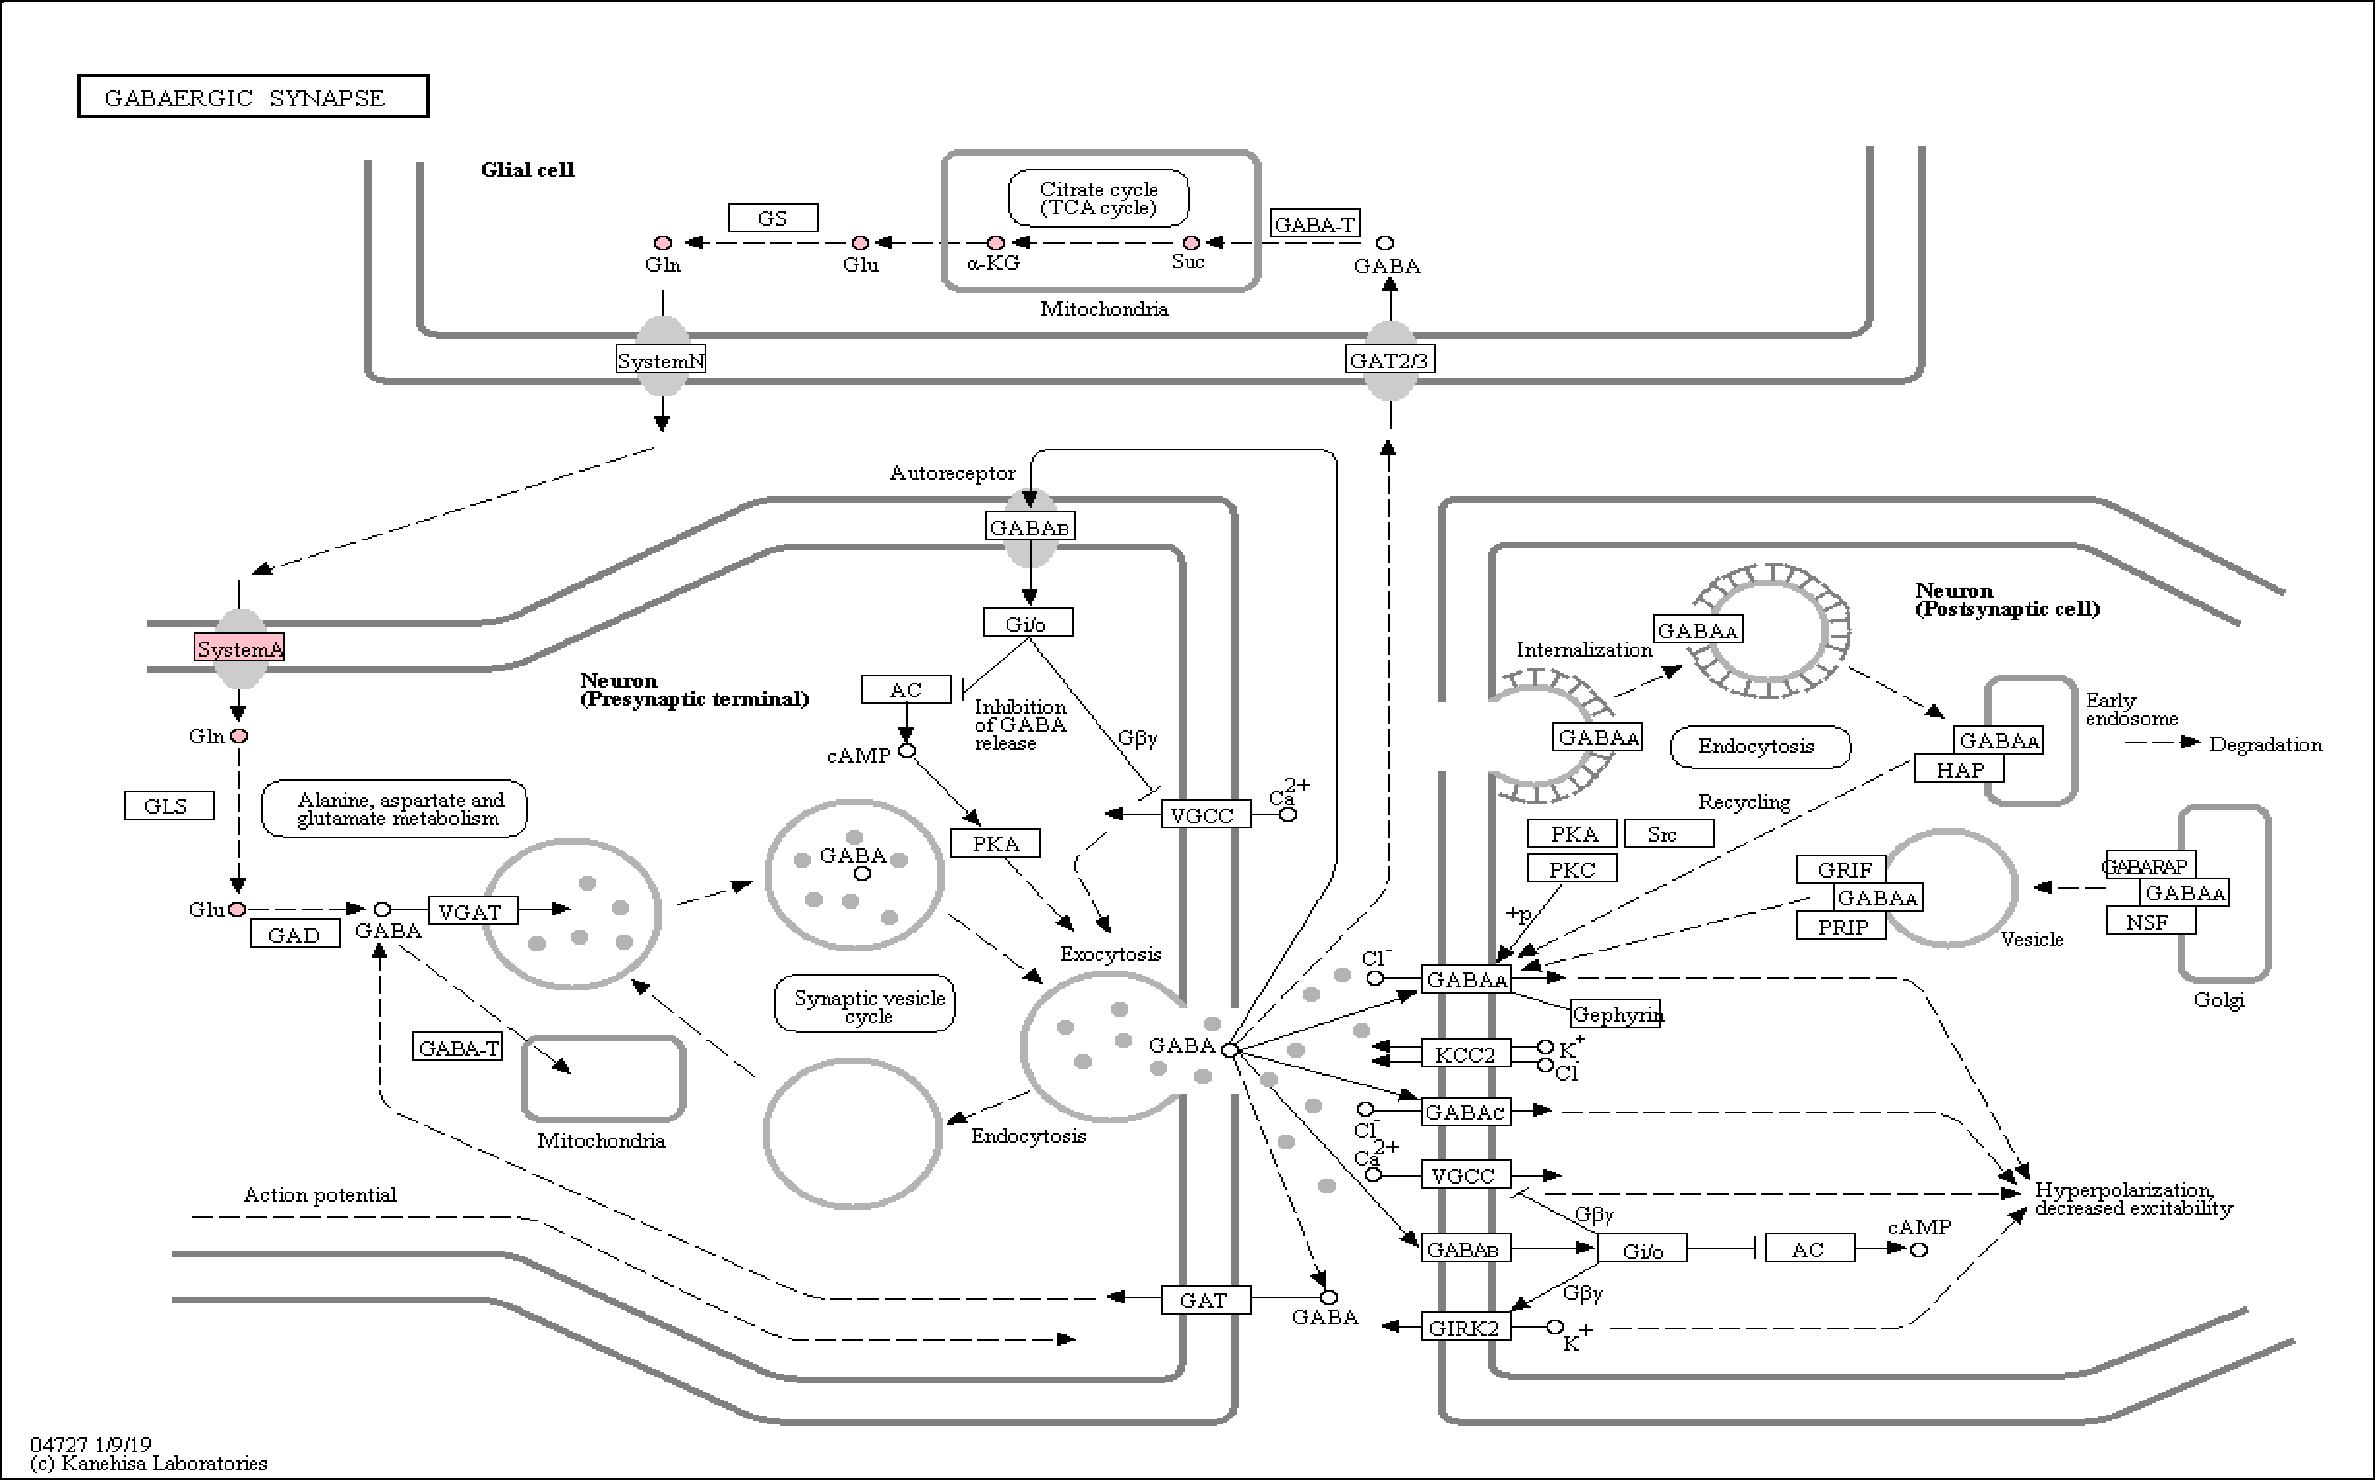 GABAERGIC SYNAPSE
Glial cell
Citrate cycle
(TCA cycle)
GS
GABA-T
Gln
Glu
α-KG
Suc
GABA
Mitochondria
SystemN
GAT2/3
Autoreceptor
GABAB
Neuron
(Postsynaptic cell)
GABAA
Internalization
Gi/o
SystemA
Neuron
(Presynaptic terminal)
AC
Inhibition
of GABA
release
Gβγ
cAMP
Gln
GABAA
Endocytosis
GABAA
HAP
Early
endosome
Degradation
Recycling
GLS
Alanine, aspartate and
glutamate metabolism
VGCC
Ca2+
PKA
GABA
PKA
Src
PKC
+p
GRIF
GABAA
PRIP
Vesicle
GABARAP
GABAA
NSF
Golgi
Glu
GAD
GABA
VGAT
Exocytosis
Synaptic vesicle
cycle
Cl-
GABAA
Gephyrin
GABA-T
Mitochondria
GABA
KCC2
K+
Cl-
Endocytosis
GABAC
Cl-
Ca2+
VGCC
Action potential
Hyperpolarization,
decreased excitability
Gβγ
GABAB
Gi/o
AC
cAMP
Gβγ
GAT
GABA
GIRK2
K+
04727 1/9/19
(c) Kanehisa Laboratories